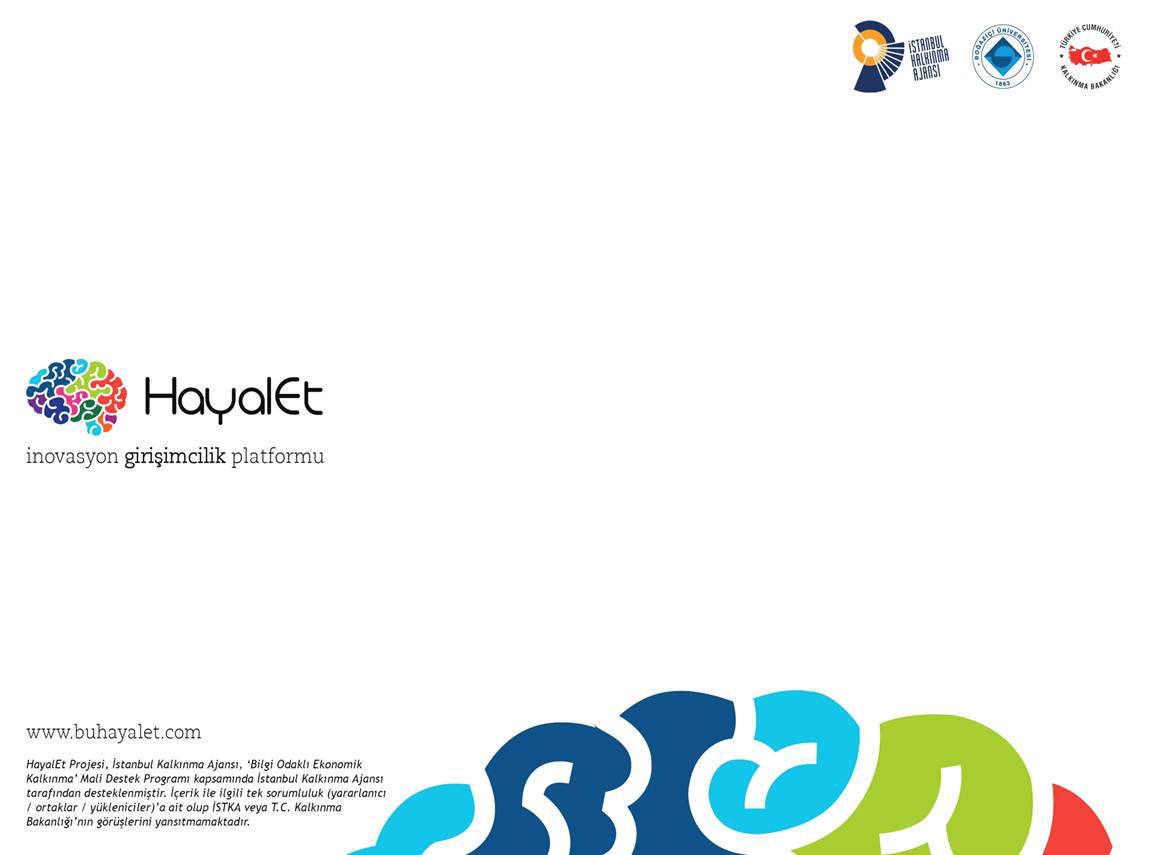 İSTANBUL
KALKINMA
AJANSI
BOĞAZİÇİ ÜNİVERSİTESİ
1863
TÜRKİYE CUMHURİYETİ
KALKINMA BAKANLIĞI
HayalEt
inovasyon girişimcilik platformu
www.buhayalet.com
HayalEt Projesi, İstanbul Kalkınma Ajansı, ‘Bilgi Odaklı Ekonomik
Kalkınma’ Mali Destek Programı kapsamında İstanbul Kalkınma Ajansı
tarafından desteklenmiştir. İçerik ile ilgili tek sorumluluk (yararlanıcı
/ ortaklar / yükleniciler)’a ait olup İSTKA veya T.C. Kalkınma
Bakanlığı’nın görüşlerini yansıtmamaktadır.